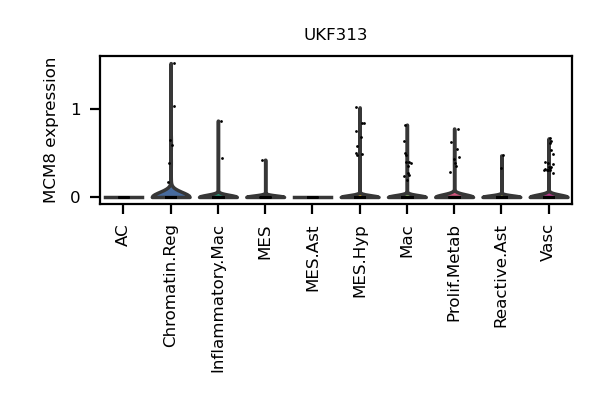 UKF313
MCM8 expression
1
0
AC
Chromatin.Reg
Inflammatory.Mac
MES
MES.Ast
MES.Hyp
Mac
Prolif.Metab
Reactive.Ast
Vasc